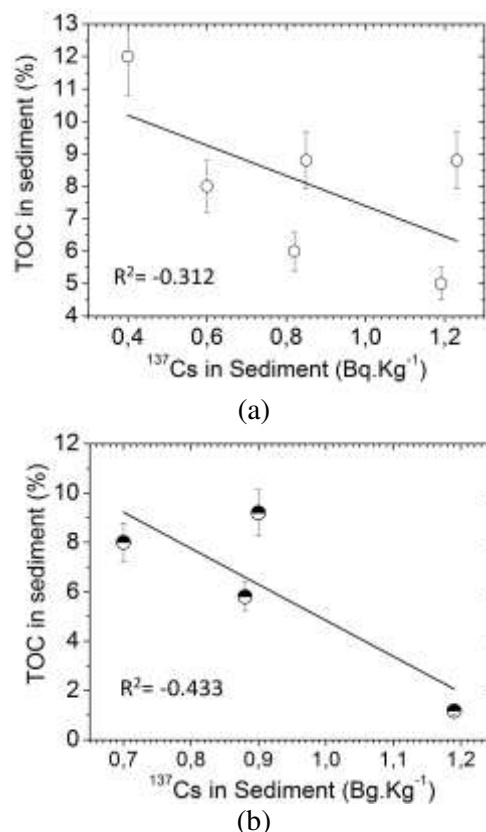 13
12
11
10
9
8
7
6
5
4
TOC in sediment (%)
R²= -0.312
0,4 0,6 0,8 1,0 1,2
¹³⁷Cs in Sediment (Bq.Kg⁻¹)
(a)
12
10
8
6
4
2
0
TOC in sediment (%)
R²= -0.433
0,7 0,8 0,9 1,0 1,1 1,2
¹³⁷Cs in Sediment (Bg.Kg⁻¹)
(b)